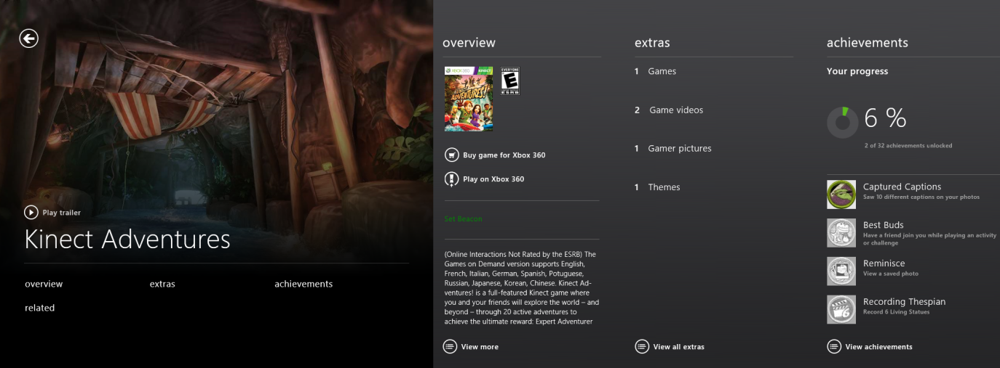 Play trailer
Kinect Adventures
overview
extras
achievements
related
overview
XBOX 360
KINECT
KINECT
ADVENTURES!
EVERYONE
E
ESRB
Buy game for Xbox 360
Play on Xbox 360
Set Beacon
(Online Interactions Not Rated by the ESRB) The
Games on Demand version supports English,
French, Italian, German, Spanish, Potuguese,
Russian, Japanese, Korean, Chinese. Kinect Ad-
ventures! is a full-featured Kinect game where
you and your friends will explore the world – and
beyond – through 20 active adventures to
achieve the ultimate reward: Expert Adventurer
View more
extras
1 Games
2 Game videos
1 Gamer pictures
1 Themes
View all extras
achievements
Your progress
6 %
2 of 32 achievements unlocked
Captured Captions
Saw 10 different captions on your photos
Best Buds
Have a friend join you while playing an activity
or challenge
Reminisce
View a saved photo
6
Recording Thespian
Record 6 Living Statues
View achievements